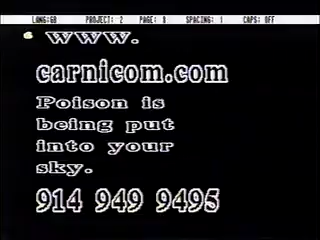 LANG:GB PROJECT: 2 PAGE: 8 SPACING: 1 CAPS: OFF
www.
carnicom.com
Poison is
being put
into your
sky.
914 949 9495